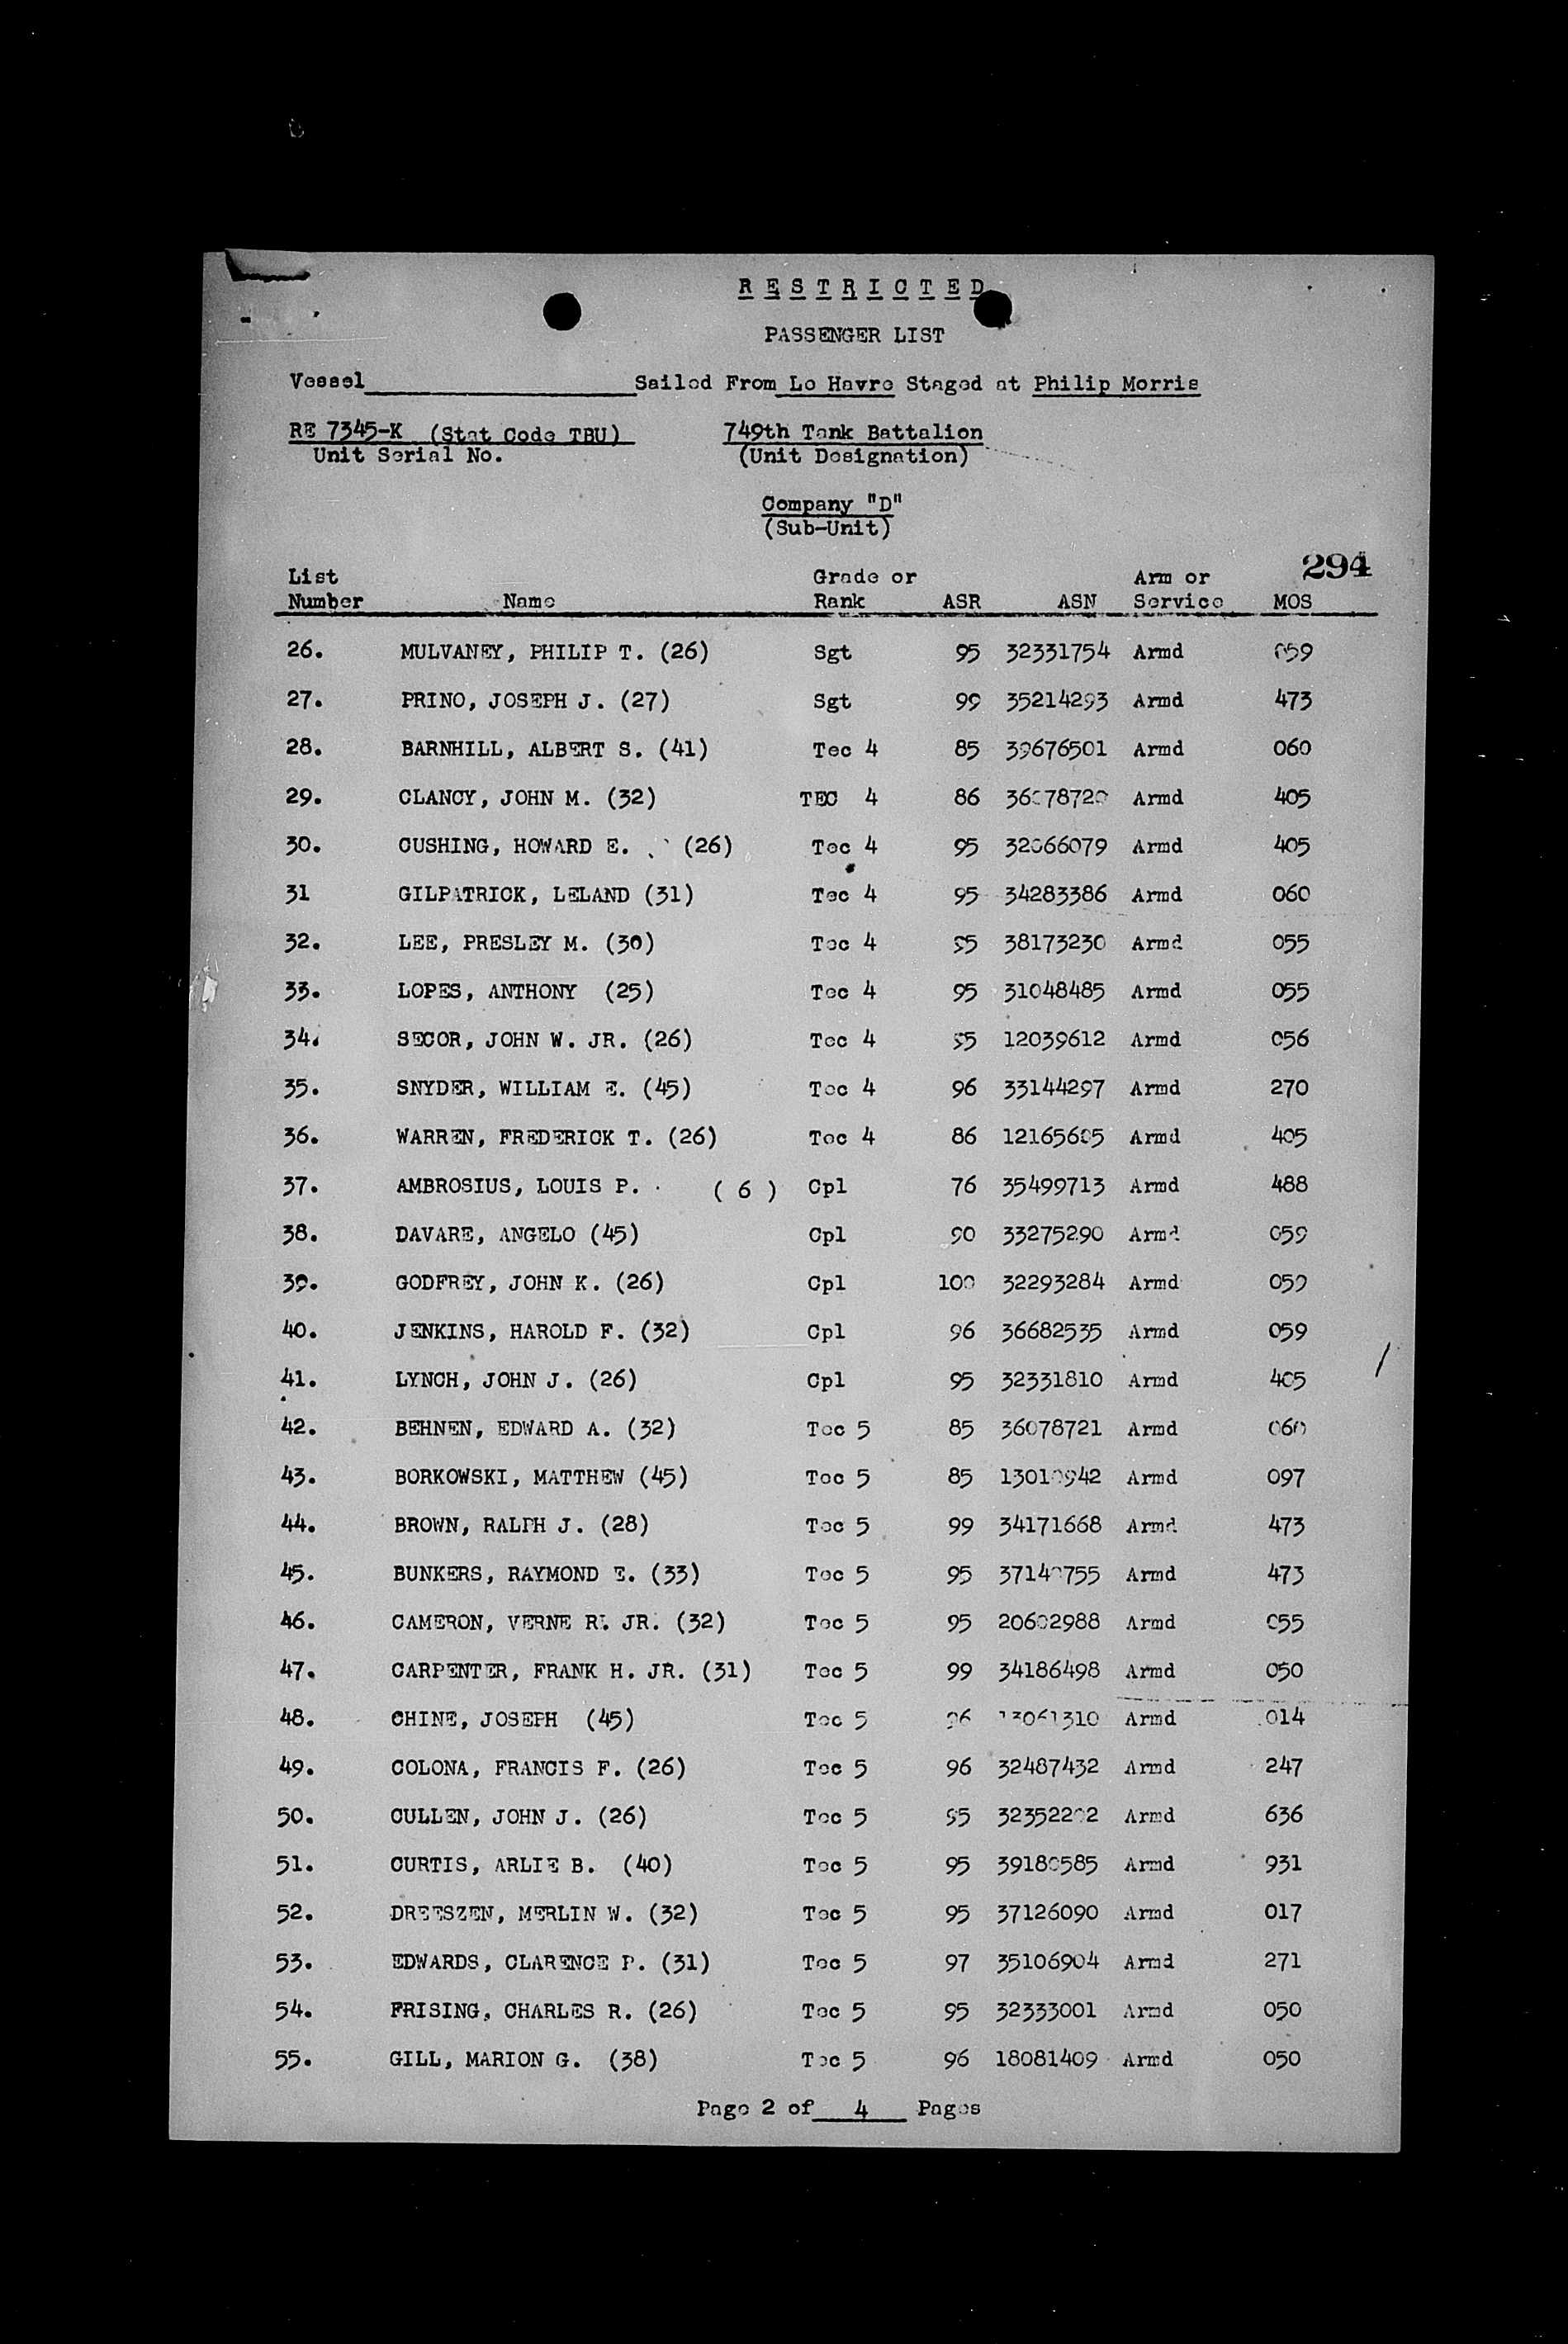 RESTRICTED
PASSENGER LIST
Vessel Sailed From Le Havre Staged at Philip Morris
RE 7345-K (Stat Code TBU) 749th Tank Battalion
Unit Serial No. (Unit Designation)
Company "D"
(Sub-Unit)
294
List Grade or Arm or
Number Name Rank ASR ASN Service MOS
26. MULVANEY, PHILIP T. (26) Sgt 95 32331754 Armd 059
27. PRINO, JOSEPH J. (27) Sgt 99 35214293 Armd 473
28. BARNHILL, ALBERT S. (41) Tec 4 85 39676501 Armd 060
29. CLANCY, JOHN M. (32) TEC 4 86 Armd 405
30. CUSHING, HOWARD E. (26) Tec 4 95 Armd 405
31 GILPATRICK, LELAND (31) Tec 4 95 34283386 Armd 060
32. LEE, PRESLEY M. (30) Tec 4 95 38173230 Armd 055
33. LOPES, ANTHONY (25) Tec 4 95 31048485 Armd 055
34. SECOR, JOHN W. JR. (26) Tec 4 95 12039612 Armd 056
35. SNYDER, WILLIAM E. (45) Tec 4 96 33144297 Armd 270
36. WARREN, FREDERICK T. (26) Tec 4 86 Armd 405
37. AMBROSIUS, LOUIS P. ( 6 ) Cpl 76 35499713 Armd 488
38. DAVARE, ANGELO (45) Cpl 90 33275290 Armd 059
39. GODFREY, JOHN K. (26) Cpl 100 32293284 Armd 059
40. JENKINS, HAROLD F. (32) Cpl 96 36682535 Armd 059
41. LYNCH, JOHN J. (26) Cpl 95 32331810 Armd 405
42. BEHNEN, EDWARD A. (32) Tec 5 85 36078721 Armd 060
43. BORKOWSKI, MATTHEW (45) Tec 5 85 Armd 097
44. BROWN, RALPH J. (28) Tec 5 99 34171668 Armd 473
45. BUNKERS, RAYMOND E. (33) Tec 5 95 Armd 473
46. CAMERON, VERNE R. JR. (32) Tec 5 95 20602988 Armd 055
47. CARPENTER, FRANK H. JR. (31) Tec 5 99 34186498 Armd 050
48. CHINE, JOSEPH (45) Tec 5 96 13061310 Armd 014
49. COLONA, FRANCIS F. (26) Tec 5 96 32487432 Armd 247
50. CULLEN, JOHN J. (26) Tec 5 95 Armd 636
51. CURTIS, ARLIE B. (40) Tec 5 95 39180585 Armd 931
52. DREESZEN, MERLIN W. (32) Tec 5 95 37126090 Armd 017
53. EDWARDS, CLARENCE P. (31) Tec 5 97 35106904 Armd 271
54. FRISING, CHARLES R. (26) Tec 5 95 32333001 Armd 050
55. GILL, MARION G. (38) Tec 5 96 18081409 Armd 050
Page 2 of 4 Pages